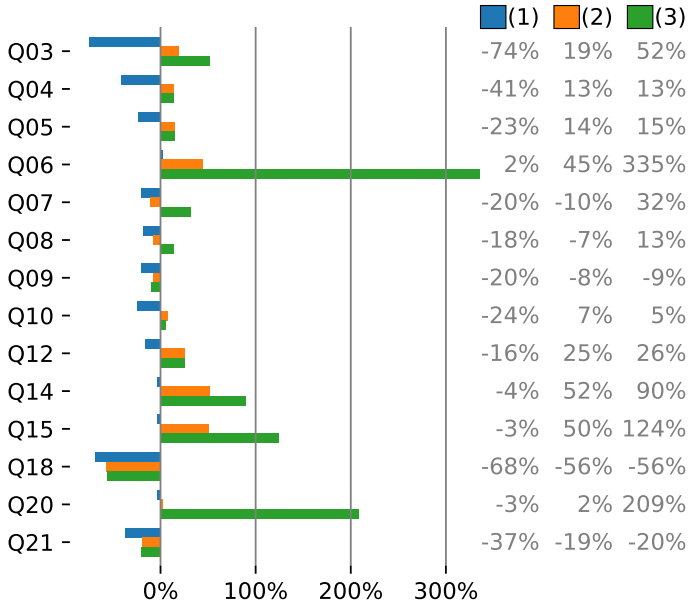 (1) (2) (3)
Q03 -74% 19% 52%
Q04 -41% 13% 13%
Q05 -23% 14% 15%
Q06 2% 45% 335%
Q07 -20% -10% 32%
Q08 -18% -7% 13%
Q09 -20% -8% -9%
Q10 -24% 7% 5%
Q12 -16% 25% 26%
Q14 -4% 52% 90%
Q15 -3% 50% 124%
Q18 -68% -56% -56%
Q20 -3% 2% 209%
Q21 -37% -19% -20%
0% 100% 200% 300%